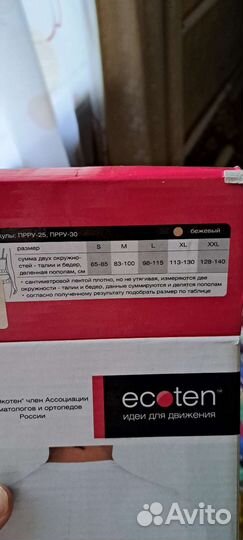 кулы: ПРРУ-25, ПРРУ-30
бежевый
размер S M L XL XXL
сумма двух окружно-
стей - талии и бедер,
деленная пополам, см 65-85 83-100 98-115 113-130 128-140
• сантиметровой лентой плотно, но не утягивая, измеряются две
окружности - талии и бедер, данные суммируются и делятся пополам
• согласно полученному результату подобрать размер по таблице
Экотен" член Ассоциации
матологов и ортопедов
России
ecoten™
идеи для движения
Avito